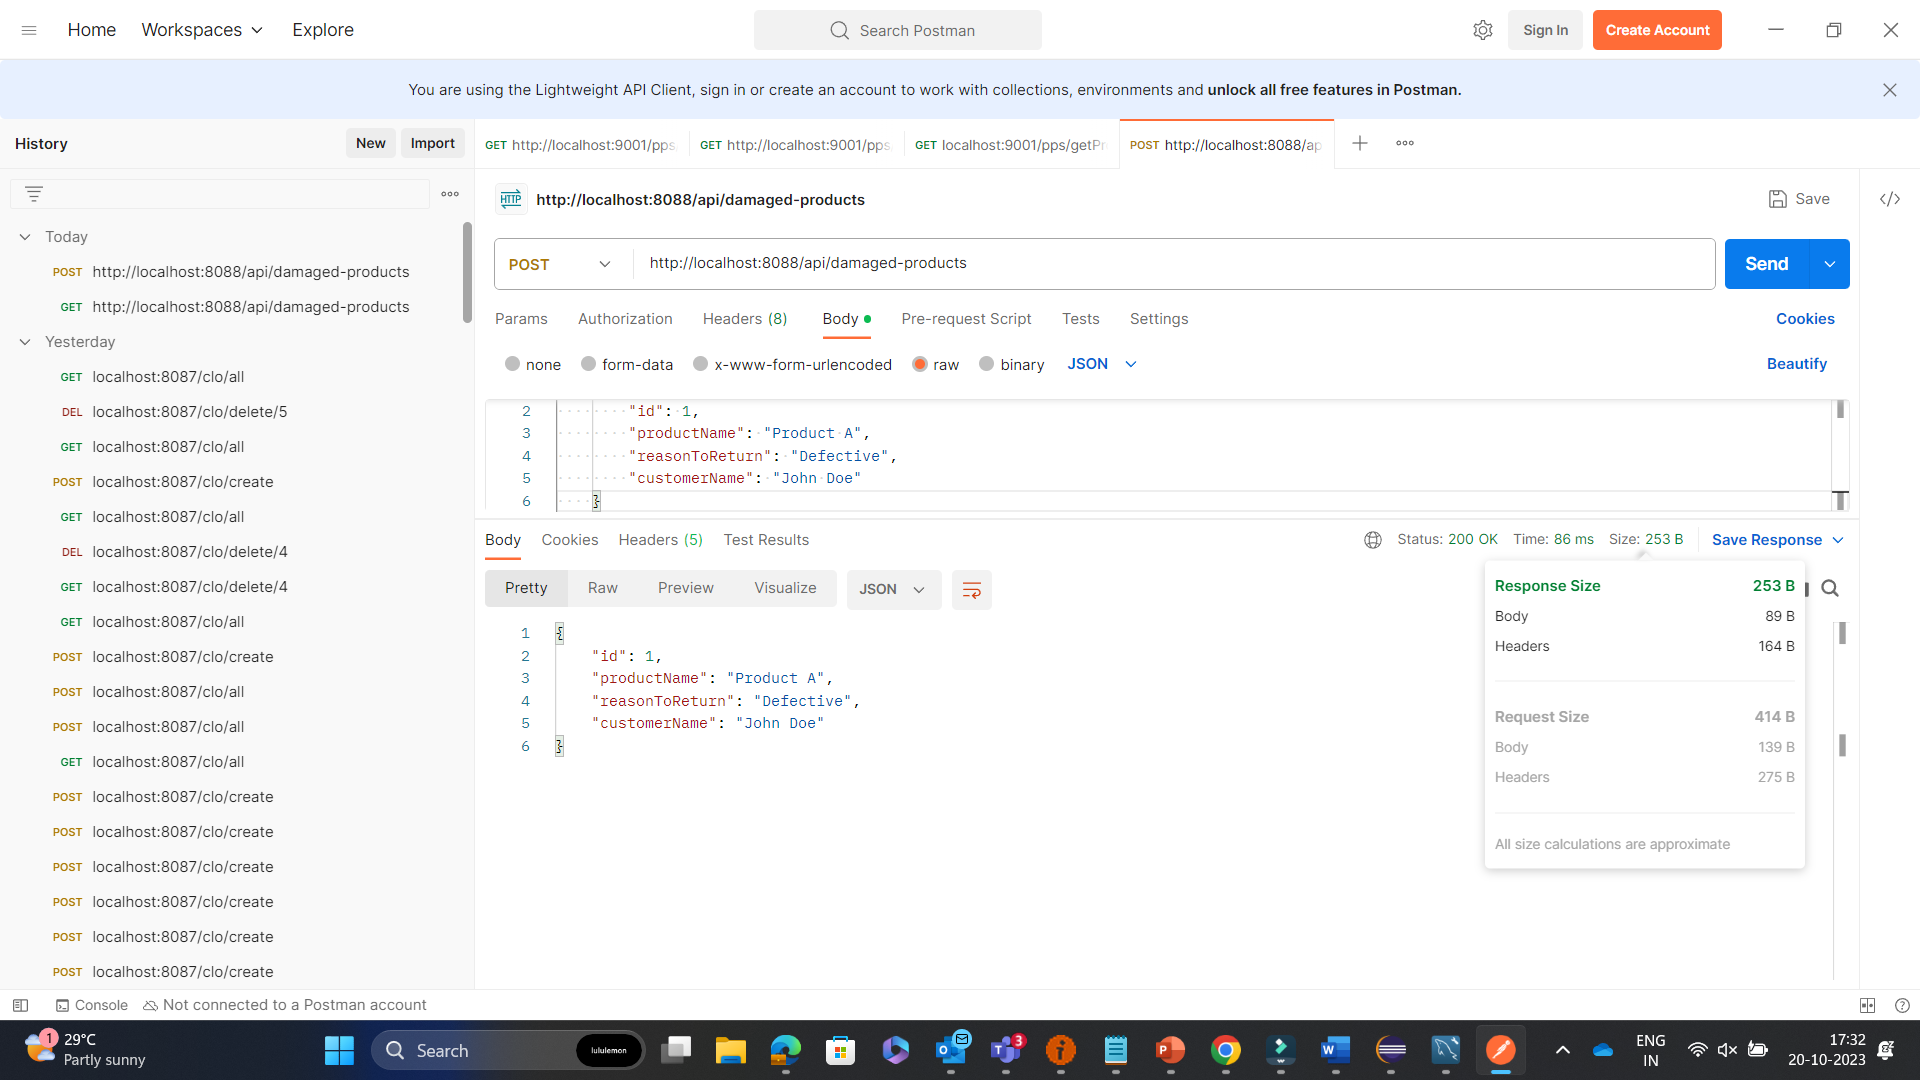 Home Workspaces Explore Search Postman Sign In Create Account
You are using the Lightweight API Client, sign in or create an account to work with collections, environments and unlock all free features in Postman.
History New Import
GET http://localhost:9001/pps GET http://localhost:9001/pps GET localhost:9001/pps/getPr POST http://localhost:8088/ap
HTTP http://localhost:8088/api/damaged-products Save
POST http://localhost:8088/api/damaged-products Send
Params Authorization Headers (8) Body Pre-request Script Tests Settings Cookies
none form-data x-www-form-urlencoded raw binary JSON Beautify
2 "id": 1,
3 "productName": "Product A",
4 "reasonToReturn": "Defective",
5 "customerName": "John Doe"
6 }
Today
POST http://localhost:8088/api/damaged-products
GET http://localhost:8088/api/damaged-products
Yesterday
GET localhost:8087/clo/all
DEL localhost:8087/clo/delete/5
GET localhost:8087/clo/all
POST localhost:8087/clo/create
GET localhost:8087/clo/all
DEL localhost:8087/clo/delete/4
GET localhost:8087/clo/delete/4
GET localhost:8087/clo/all
POST localhost:8087/clo/create
POST localhost:8087/clo/all
POST localhost:8087/clo/all
GET localhost:8087/clo/all
POST localhost:8087/clo/create
POST localhost:8087/clo/create
POST localhost:8087/clo/create
POST localhost:8087/clo/create
POST localhost:8087/clo/create
POST localhost:8087/clo/create
Body Cookies Headers (5) Test Results Status: 200 OK Time: 86 ms Size: 253 B Save Response
Pretty Raw Preview Visualize JSON
1 {
2 "id": 1,
3 "productName": "Product A",
4 "reasonToReturn": "Defective",
5 "customerName": "John Doe"
6 }
Response Size 253 B
Body 89 B
Headers 164 B
Request Size 414 B
Body 139 B
Headers 275 B
All size calculations are approximate
Console Not connected to a Postman account
1 29°C
Partly sunny
Search lululemon
3
ENG
IN
17:32
20-10-2023